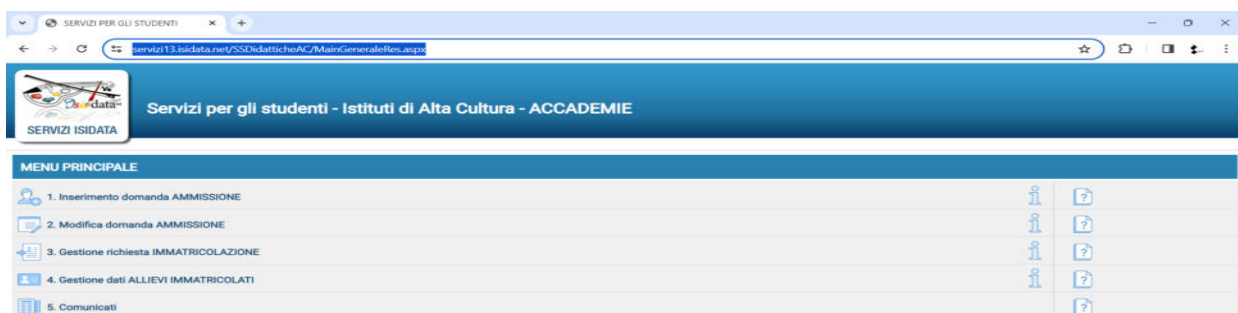 SERVIZI PER GLI STUDENTI
servizi13.isidata.net/SSDidatticheAC/MainGeneraleRes.aspx
Isidata
SERVIZI ISIDATA
Servizi per gli studenti - Istituti di Alta Cultura - ACCADEMIE
MENU PRINCIPALE
1. Inserimento domanda AMMISSIONE
2. Modifica domanda AMMISSIONE
3. Gestione richiesta IMMATRICOLAZIONE
4. Gestione dati ALLIEVI IMMATRICOLATI
5. Comunicati